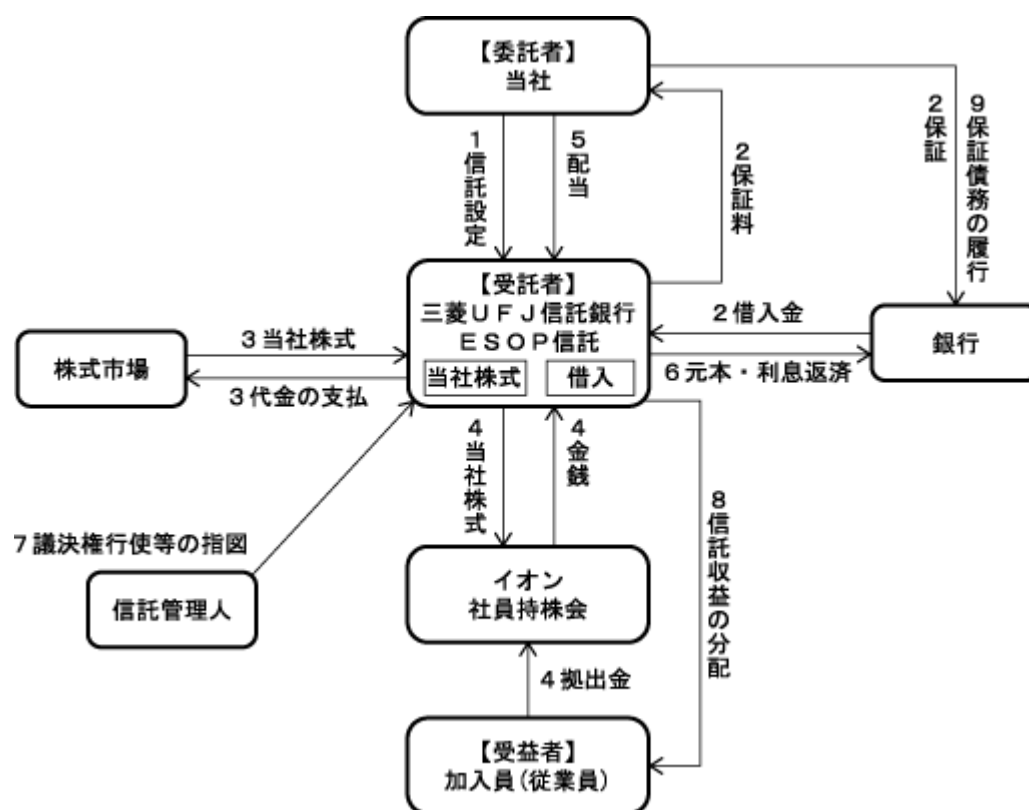 【委託者】
当社
1信託設定
5配当
2保証料
2保証
9保証債務の履行
【受託者】
三菱UFJ信託銀行
ESOP信託
当社株式
借入
株式市場
3当社株式
3代金の支払
2借入金
6元本・利息返済
銀行
4当社株式
4金銭
8信託収益の分配
7議決権行使等の指図
信託管理人
イオン
社員持株会
4拠出金
【受益者】
加入員(従業員)